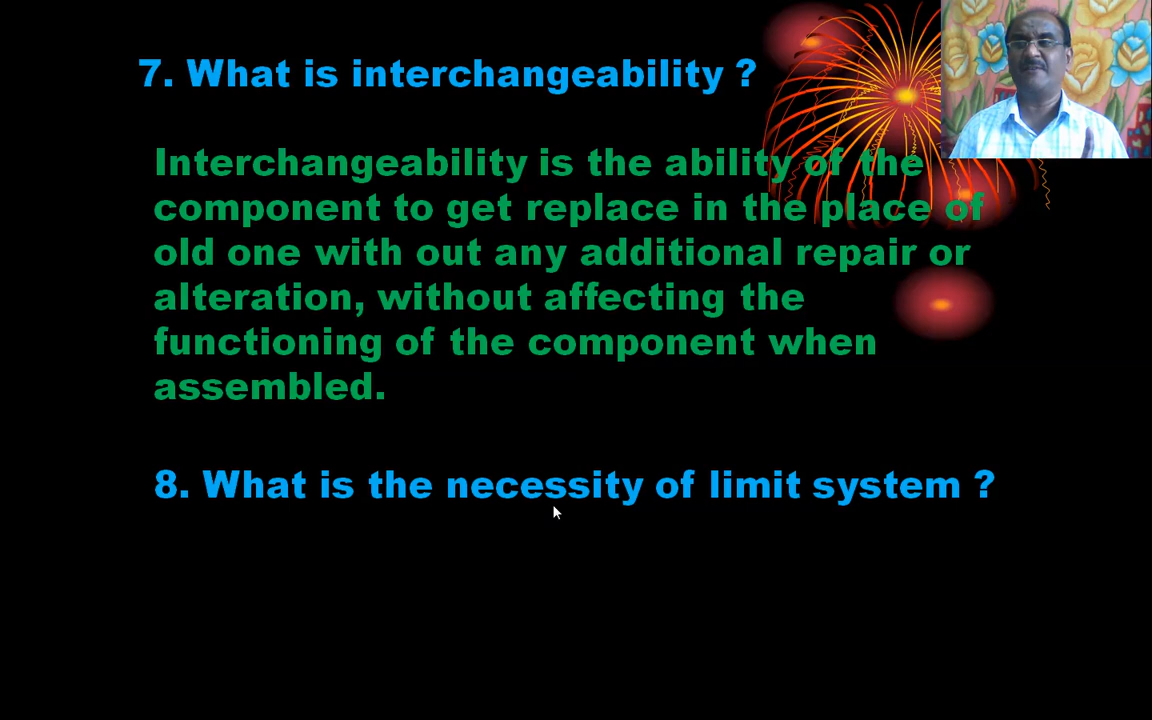 7. What is interchangeability ?
Interchangeability is the ability of the
component to get replace in the place of
old one with out any additional repair or
alteration, without affecting the
functioning of the component when
assembled.
8. What is the necessity of limit system ?